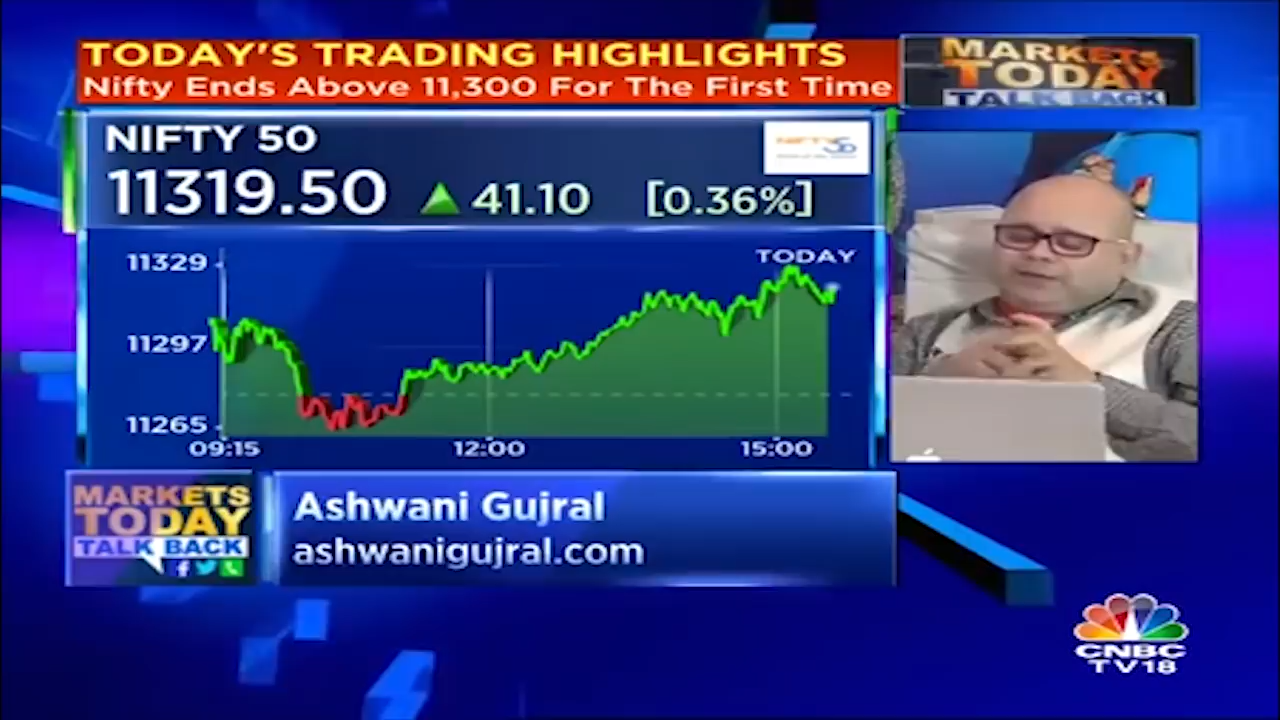 TODAY'S TRADING HIGHLIGHTS
Nifty Ends Above 11,300 For The First Time
MARKETS
TODAY
TALK BACK
NIFTY 50
11319.50 41.10 [0.36%]
TODAY
11329
11297
11265
09:15 12:00 15:00
MARKETS
TODAY
TALK BACK
Ashwani Gujral
ashwanigujral.com
CNBC
TV18